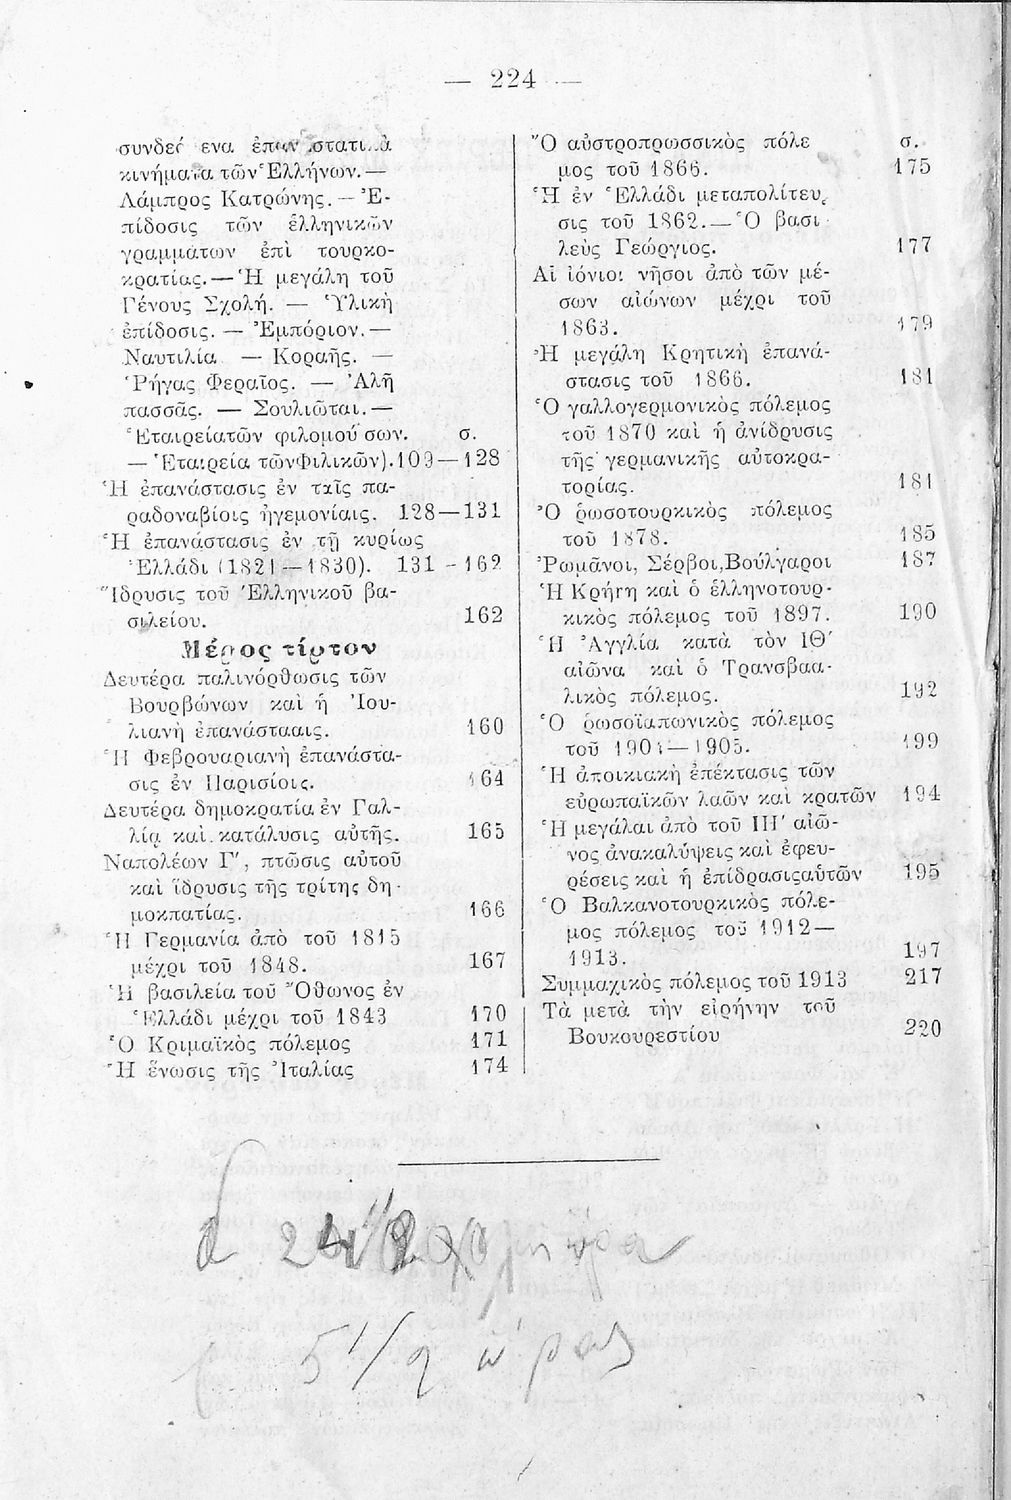 — 224 —
κινήματα τῶν Ἑλλήνων.—
Λάμπρος Κατρώνης.— Ἐ-
πίδοσις τῶν ἑλληνικῶν
γραμμάτων ἐπὶ τουρκο-
κρατίας.—Ἡ μεγάλη τοῦ
Γένους Σχολή. — Ὑλικὴ
ἐπίδοσις. — Ἐμπόριον.—
Ναυτιλία — Κοραῆς. —
Ῥήγας Φεραῖος. — Ἀλῆ
πασσᾶς. — Σουλιῶται.—
Ἑταιρείατῶν φιλομούσων. σ.
— Ἑταιρεία τῶνΦιλικῶν).109—128
Ἡ ἐπανάστασις ἐν ταῖς πα-
ραδοναβίοις ἡγεμονίαις. 128—131
Ἡ ἐπανάστασις ἐν τῇ κυρίως
Ἑλλάδι (1821—1830). 131 - 162
Ἵδρυσις τοῦ Ἑλληνικοῦ βα-
σιλείου. 162
Μέρος τίρτον
Δευτέρα παλινόρθωσις τῶν
Βουρβώνων καὶ ἡ Ἰου-
λιανὴ ἐπανάστααις. 160
Ἡ Φεβρουαριανὴ ἐπανάστα-
σις ἐν Παρισίοις. 164
Δευτέρα δημοκρατία ἐν Γαλ-
λίᾳ καὶ κατάλυσις αὐτῆς. 165
Ναπολέων Γ′, πτῶσις αὐτοῦ
καὶ ἵδρυσις τῆς τρίτης δη-
μοκπατίας. 166
Ἡ Γερμανία ἀπὸ τοῦ 1815
μέχρι τοῦ 1848. 167
Ἡ βασιλεία τοῦ Ὄθωνος ἐν
Ἑλλάδι μέχρι τοῦ 1843 170
Ὁ Κριμαϊκὸς πόλεμος 171
Ἡ ἕνωσις τῆς Ἰταλίας 174
Ὁ αὐστροπρωσσικὸς πόλε σ.
μος τοῦ 1866. 175
Ἡ ἐν Ἑλλάδι μεταπολίτευ
σις τοῦ 1862.—Ὁ βασι
λεὺς Γεώργιος. 177
Αἱ ἰόνιοι νῆσοι ἀπὸ τῶν μέ-
σων αἰώνων μέχρι τοῦ
1863. 179
Ἡ μεγάλη Κρητικὴ ἐπανά-
στασις τοῦ 1866. 181
Ὁ γαλλογερμονικὸς πόλεμος
τοῦ 1870 καὶ ἡ ἀνίδρυσις
τῆς γερμανικῆς αὐτοκρα-
τορίας. 181
Ὁ ῥωσοτουρκικὸς πόλεμος
τοῦ 1878. 185
Ῥωμᾶνοι, Σέρβοι,Βούλγαροι 187
Ἡ Κρήτη καὶ ὁ ἑλληνοτουρ-
κικὸς πόλεμος τοῦ 1897. 190
Ἡ Ἀγγλία κατὰ τὸν ΙΘ′
αἰῶνα καὶ ὁ Τρανσβαα-
λικὸς πόλεμος. 192
Ὁ ῥωσοϊαπωνικὸς πόλεμος
τοῦ 1904—1905. 199
Ἡ ἀποικιακὴ ἐπέκτασις τῶν
εὐρωπαϊκῶν λαῶν καὶ κρατῶν 194
Ἡ μεγάλαι ἀπὸ τοῦ ΙΗ′ αἰῶ-
νος ἀνακαλύψεις καὶ ἐφευ-
ρέσεις καὶ ἡ ἐπίδρασιςαὐτῶν 195
Ὁ Βαλκανοτουρκικὸς πόλε-
μος πόλεμος τοῦ 1912—
1913. 197
Συμμαχικὸς πόλεμος τοῦ 1913 217
Τὰ μετὰ τὴν εἰρήνην τοῦ
Βουκουρεστίου 220
5 1/2 ὥρας